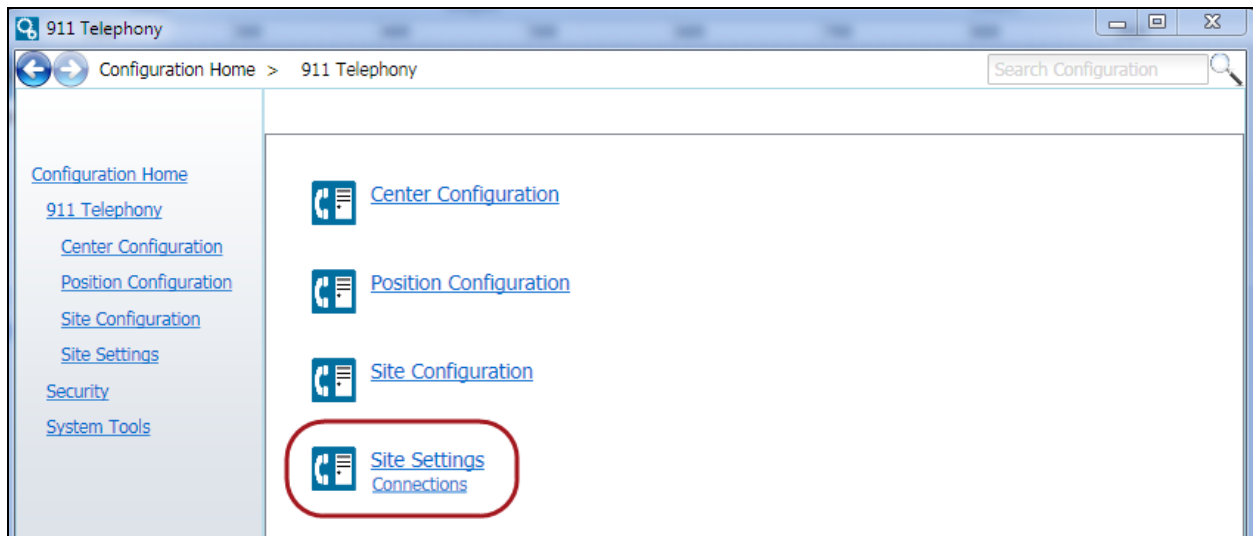 911 Telephony
Configuration Home > 911 Telephony
Search Configuration
Configuration Home
911 Telephony
Center Configuration
Position Configuration
Site Configuration
Site Settings
Security
System Tools
Center Configuration
Position Configuration
Site Configuration
Site Settings
Connections